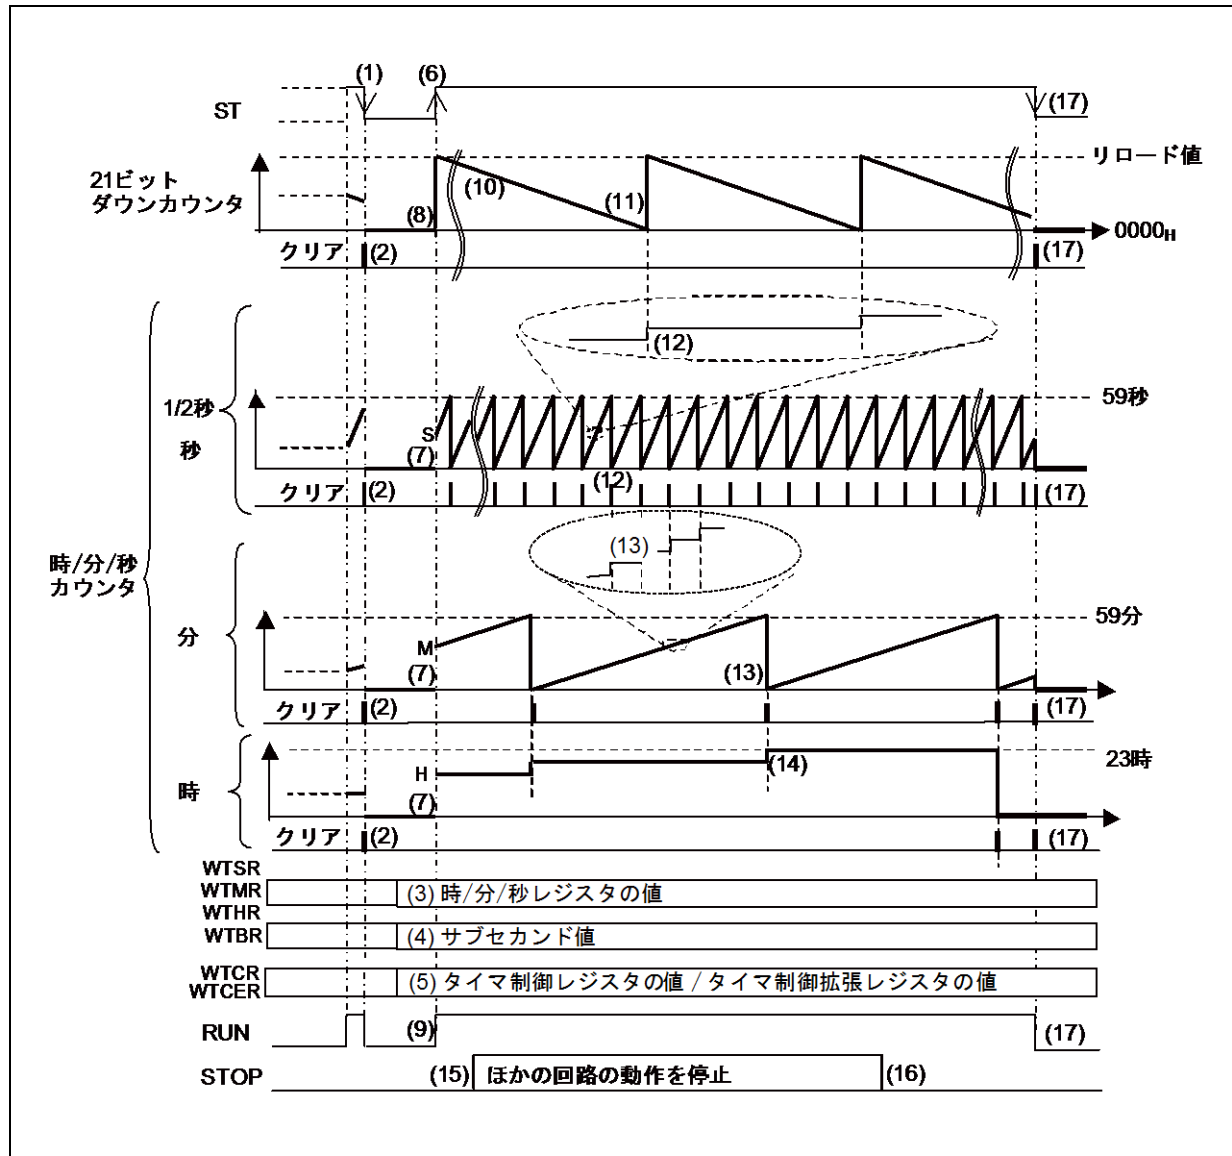 (1) (6)
ST (17)
リロード値
21ビット
ダウンカウンタ
(10) (11)
(8) 0000H
クリア (2) (17)
(12)
1/2秒 59秒
秒 S
(7)
クリア (2) (12) (17)
時/分/秒
カウンタ
(13)
59分
分 M
(7) (13)
クリア (2) (17)
23時
時 H (14)
(7)
クリア (2) (17)
WTSR
WTMR (3) 時/分/秒レジスタの値
WTHR
WTBR (4) サブセカンド値
WTCR
WTCER (5) タイマ制御レジスタの値 / タイマ制御拡張レジスタの値
RUN (9) (17)
STOP (15) ほかの回路の動作を停止 (16)